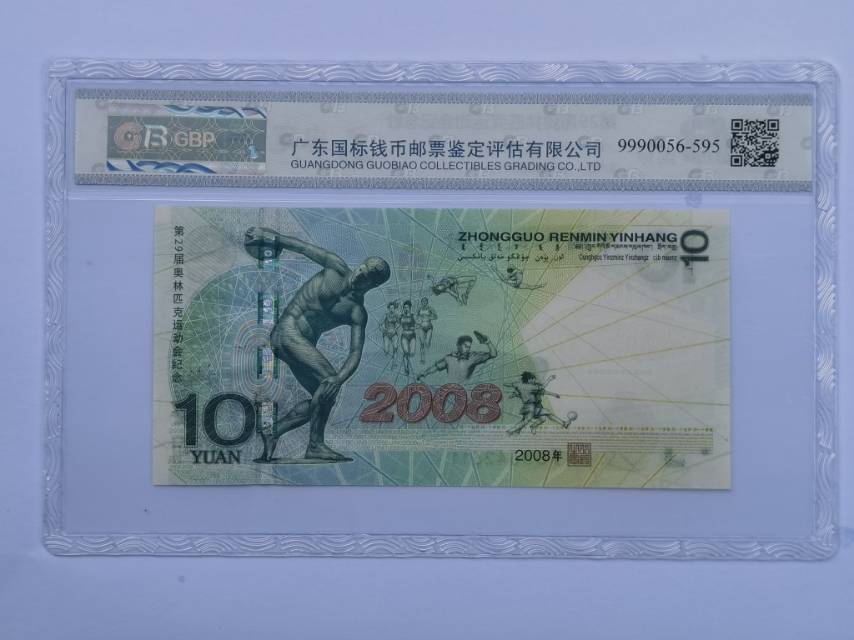 GBP
广东国标钱币邮票鉴定评估有限公司
GUANGDONG GUOBIAO COLLECTIBLES GRADING CO.,LTD
9990056-595
第29届奥林匹克运动会纪念
ZHONGGUO RENMIN YINHANG
10
2008
10
YUAN
2008年